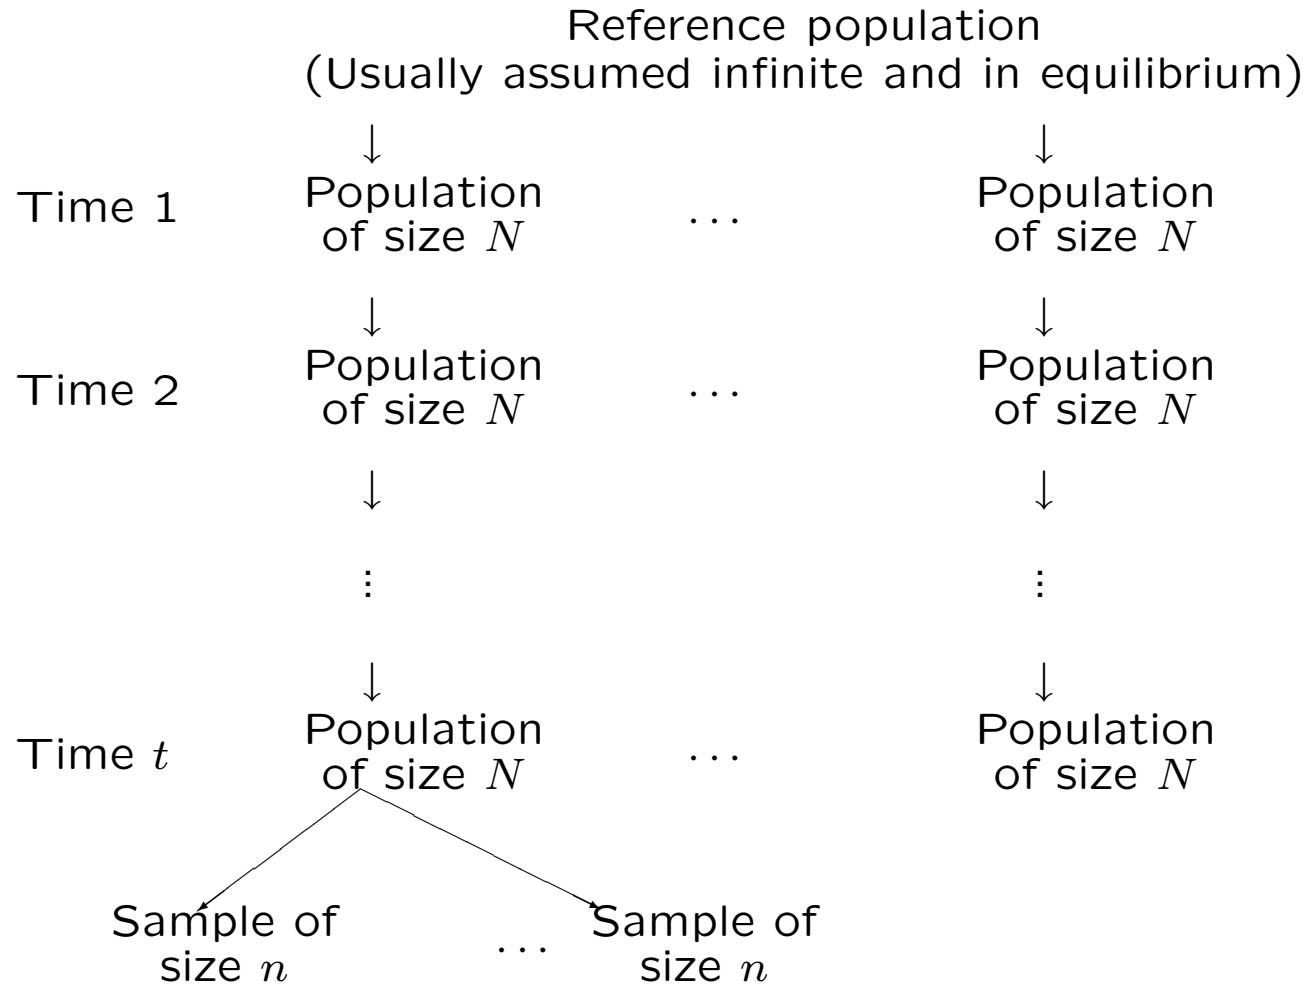 Reference population
(Usually assumed infinite and in equilibrium)
↓ ↓
Time 1 Population of size N ... Population of size N
↓ ↓
Time 2 Population of size N ... Population of size N
↓ ↓
⋮ ⋮
↓ ↓
Time t Population of size N ... Population of size N
Sample of size n ... Sample of size n